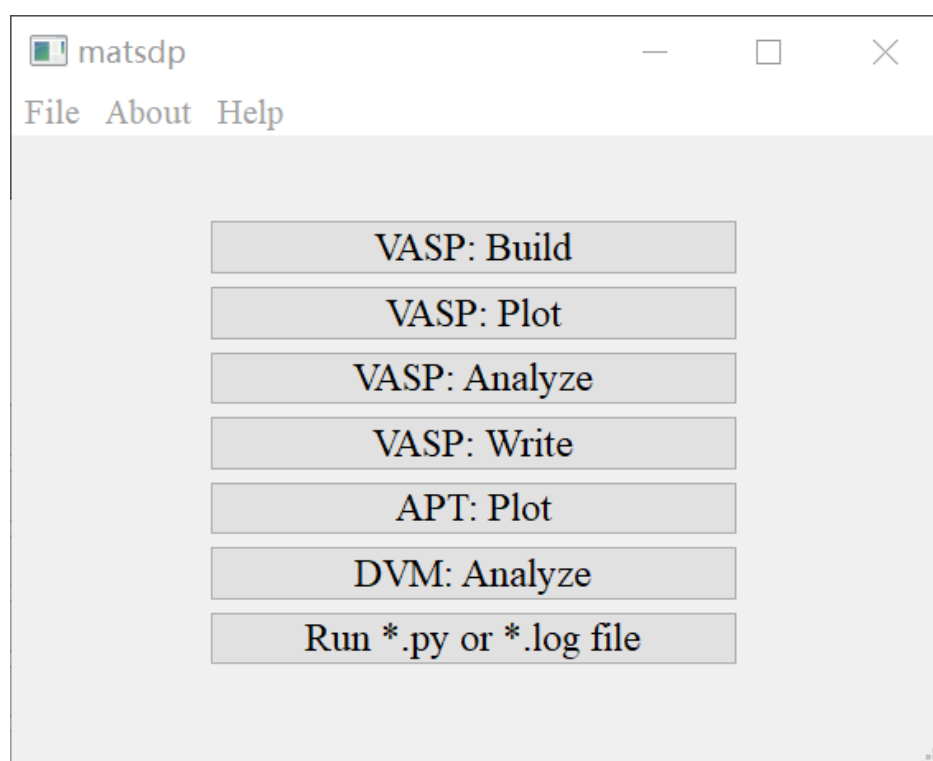 matsdp
File About Help
VASP: Build
VASP: Plot
VASP: Analyze
VASP: Write
APT: Plot
DVM: Analyze
Run *.py or *.log file